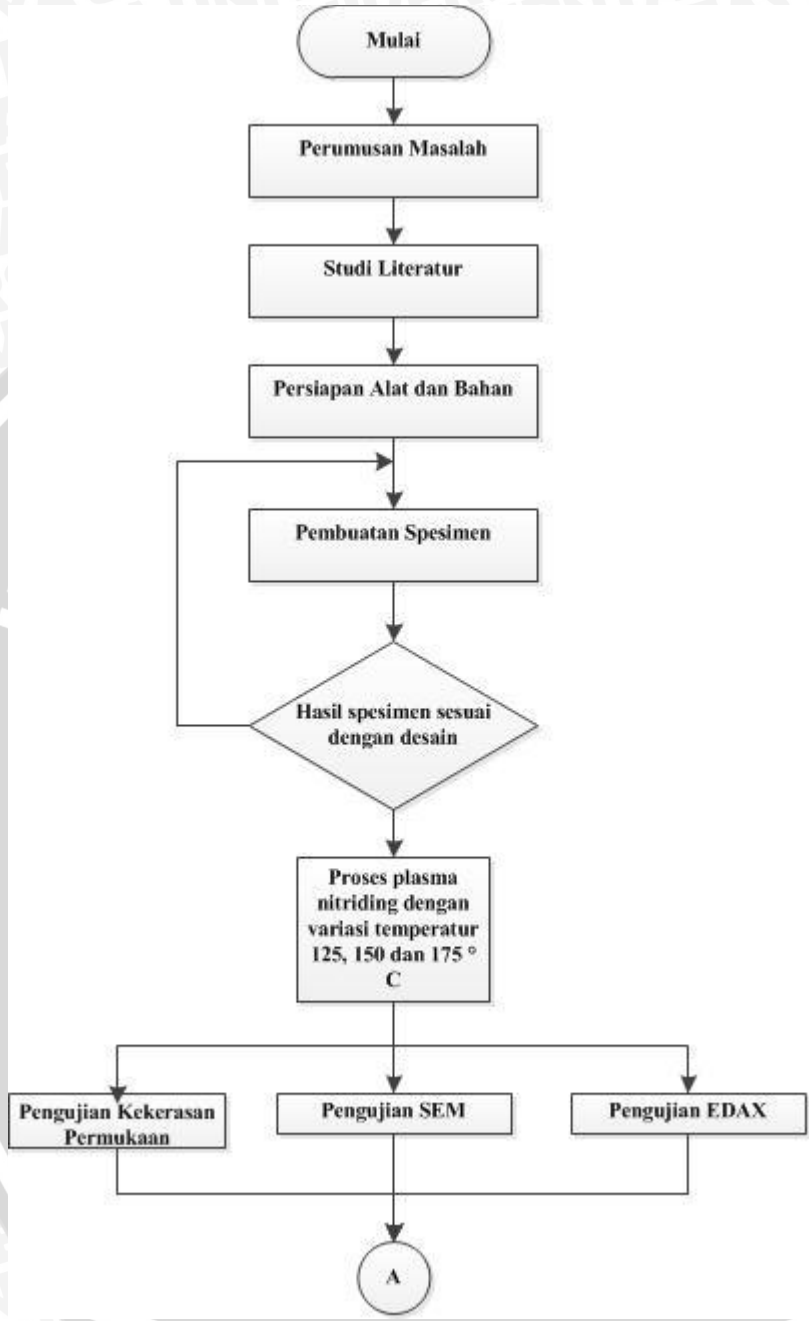 Mulai
Perumusan Masalah
Studi Literatur
Persiapan Alat dan Bahan
Pembuatan Spesimen
Hasil spesimen sesuai
dengan desain
Proses plasma
nitriding dengan
variasi temperatur
125, 150 dan 175 °
C
Pengujian Kekerasan
Permukaan
Pengujian SEM
Pengujian EDAX
A